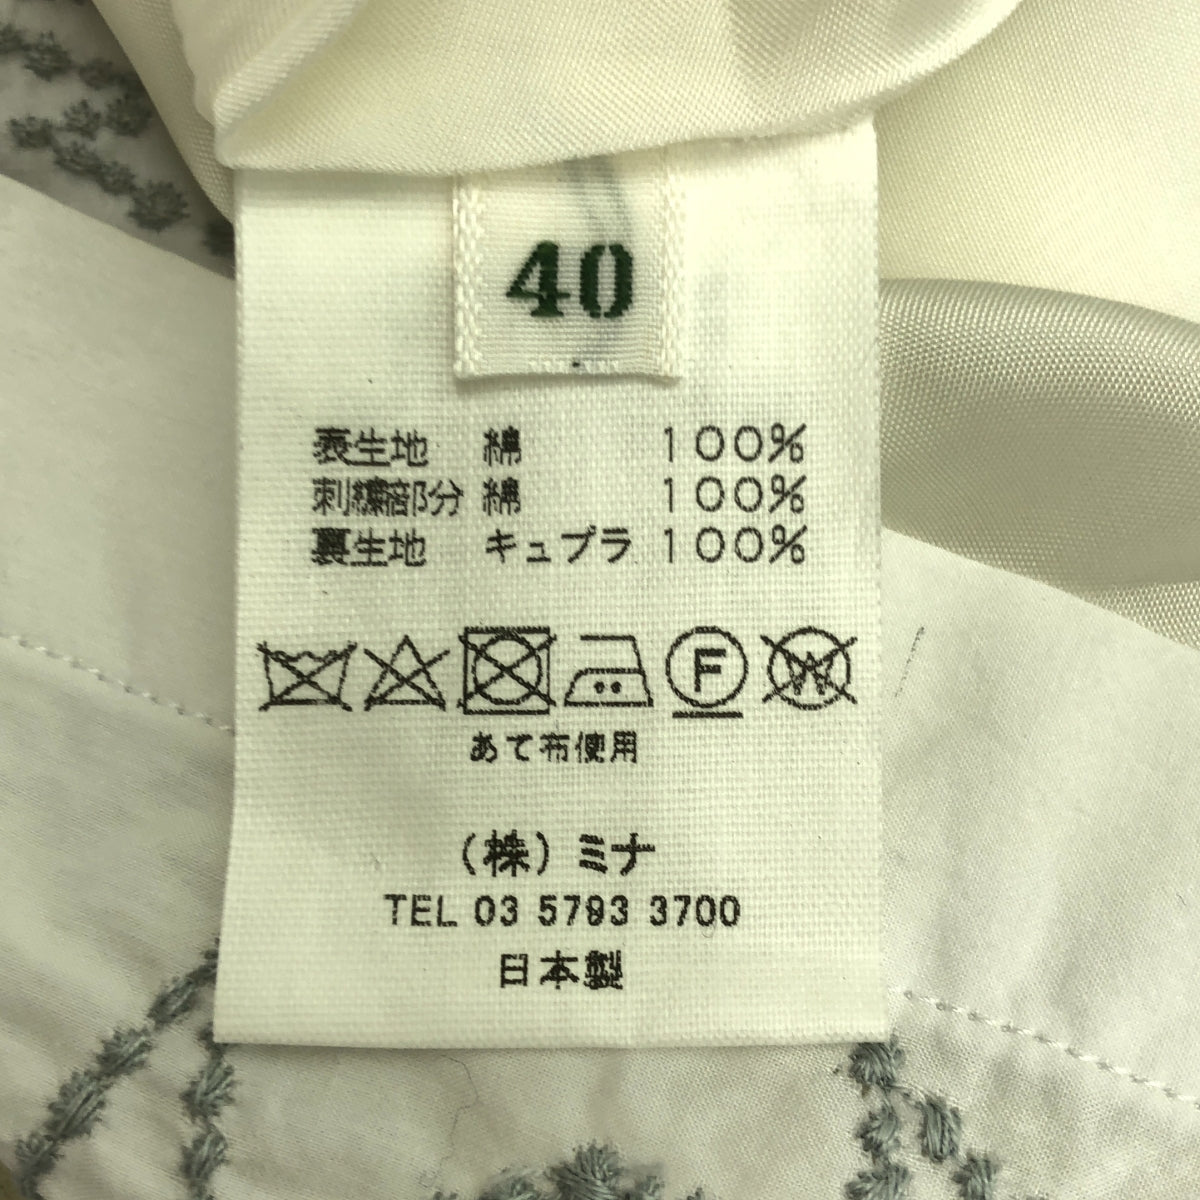 40
表生地 綿 100%
刺繍部分 綿 100%
裏生地 キュプラ 100%
F W
あて布使用
(株)ミナ
TEL 03 5793 3700
日本製